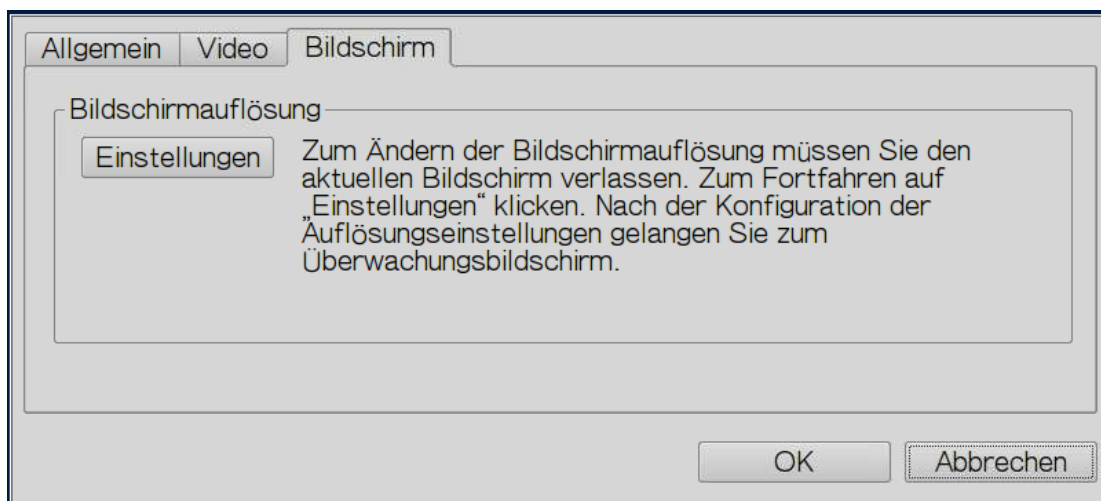 Allgemein Video Bildschirm
Bildschirmauflösung
Einstellungen
Zum Ändern der Bildschirmauflösung müssen Sie den
aktuellen Bildschirm verlassen. Zum Fortfahren auf
„Einstellungen“ klicken. Nach der Konfiguration der
Auflösungseinstellungen gelangen Sie zum
Überwachungsbildschirm.
OK Abbrechen